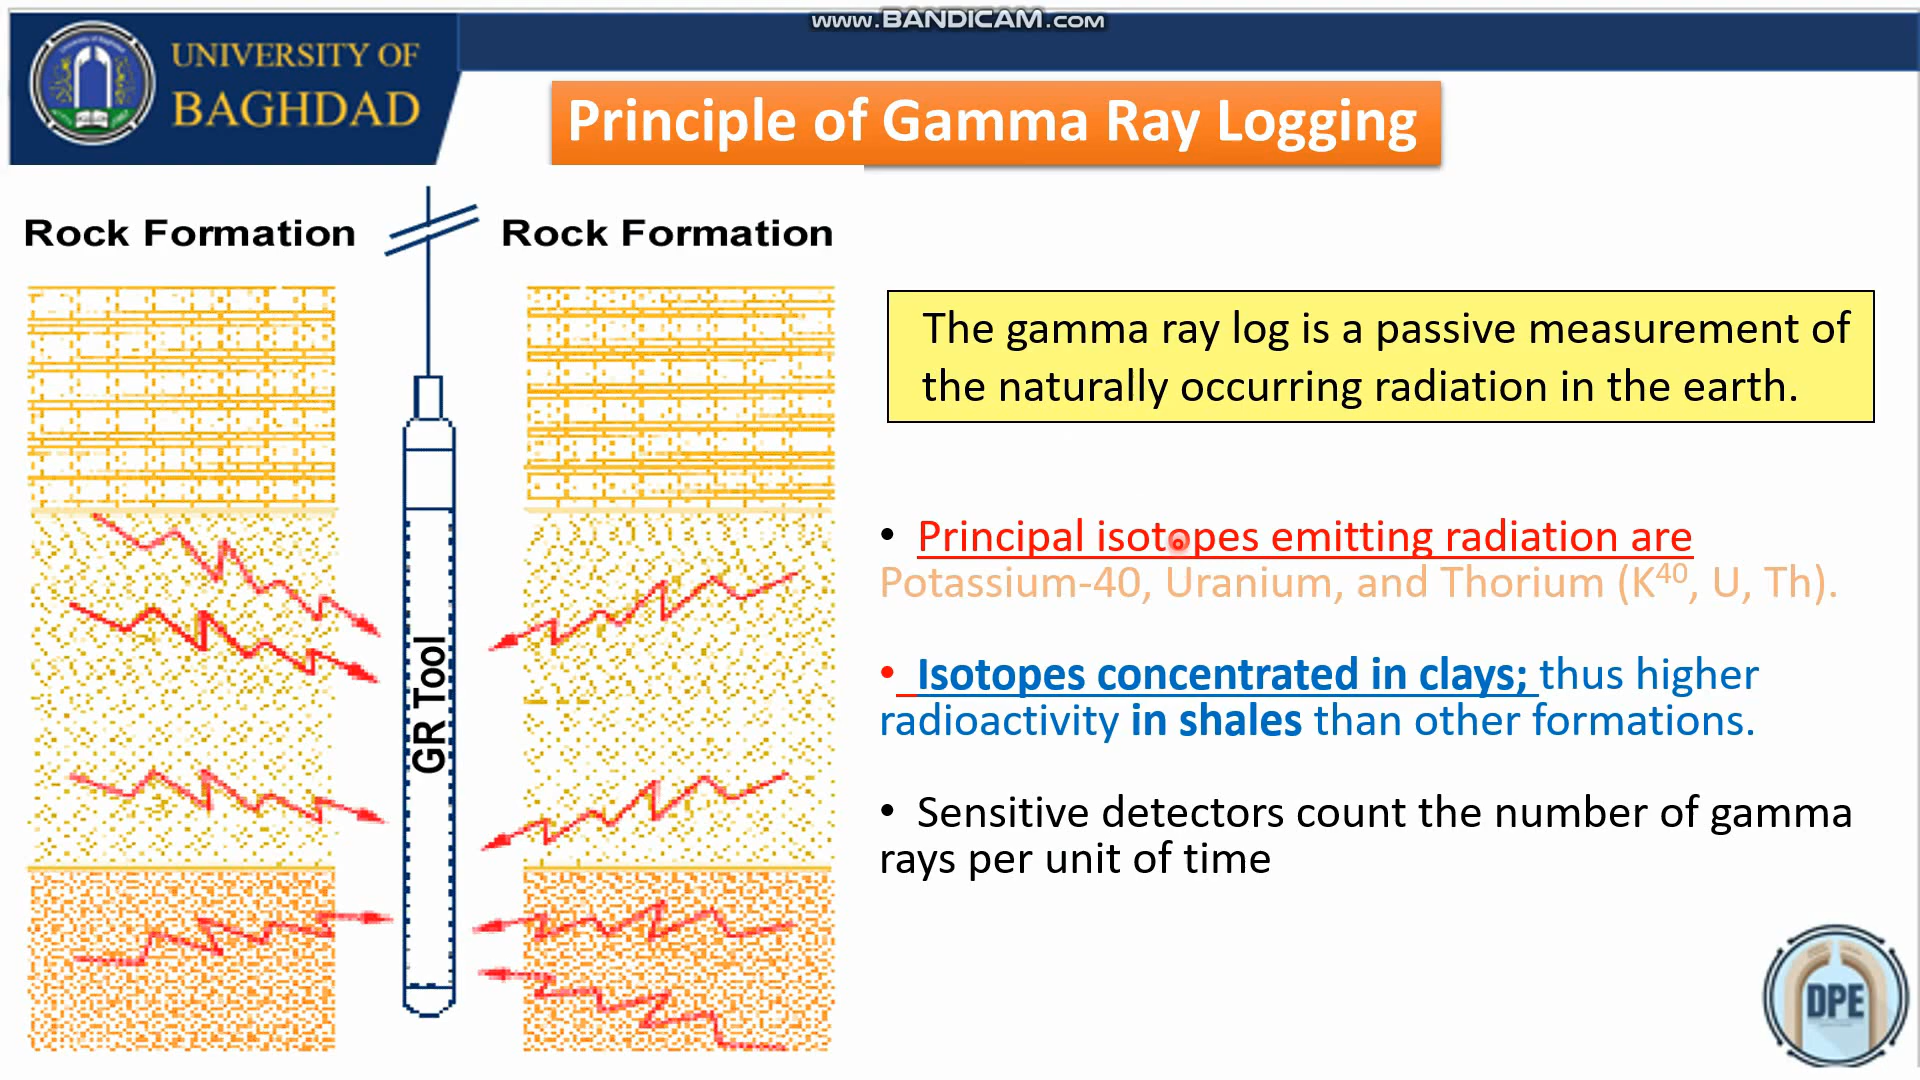 www.BANDICAM.com
UNIVERSITY OF
BAGHDAD
Principle of Gamma Ray Logging
Rock Formation
Rock Formation
GR Tool
The gamma ray log is a passive measurement of
the naturally occurring radiation in the earth.
• Principal isotopes emitting radiation are
Potassium-40, Uranium, and Thorium (K⁴⁰, U, Th).
• Isotopes concentrated in clays; thus higher
radioactivity in shales than other formations.
• Sensitive detectors count the number of gamma
rays per unit of time
DPE